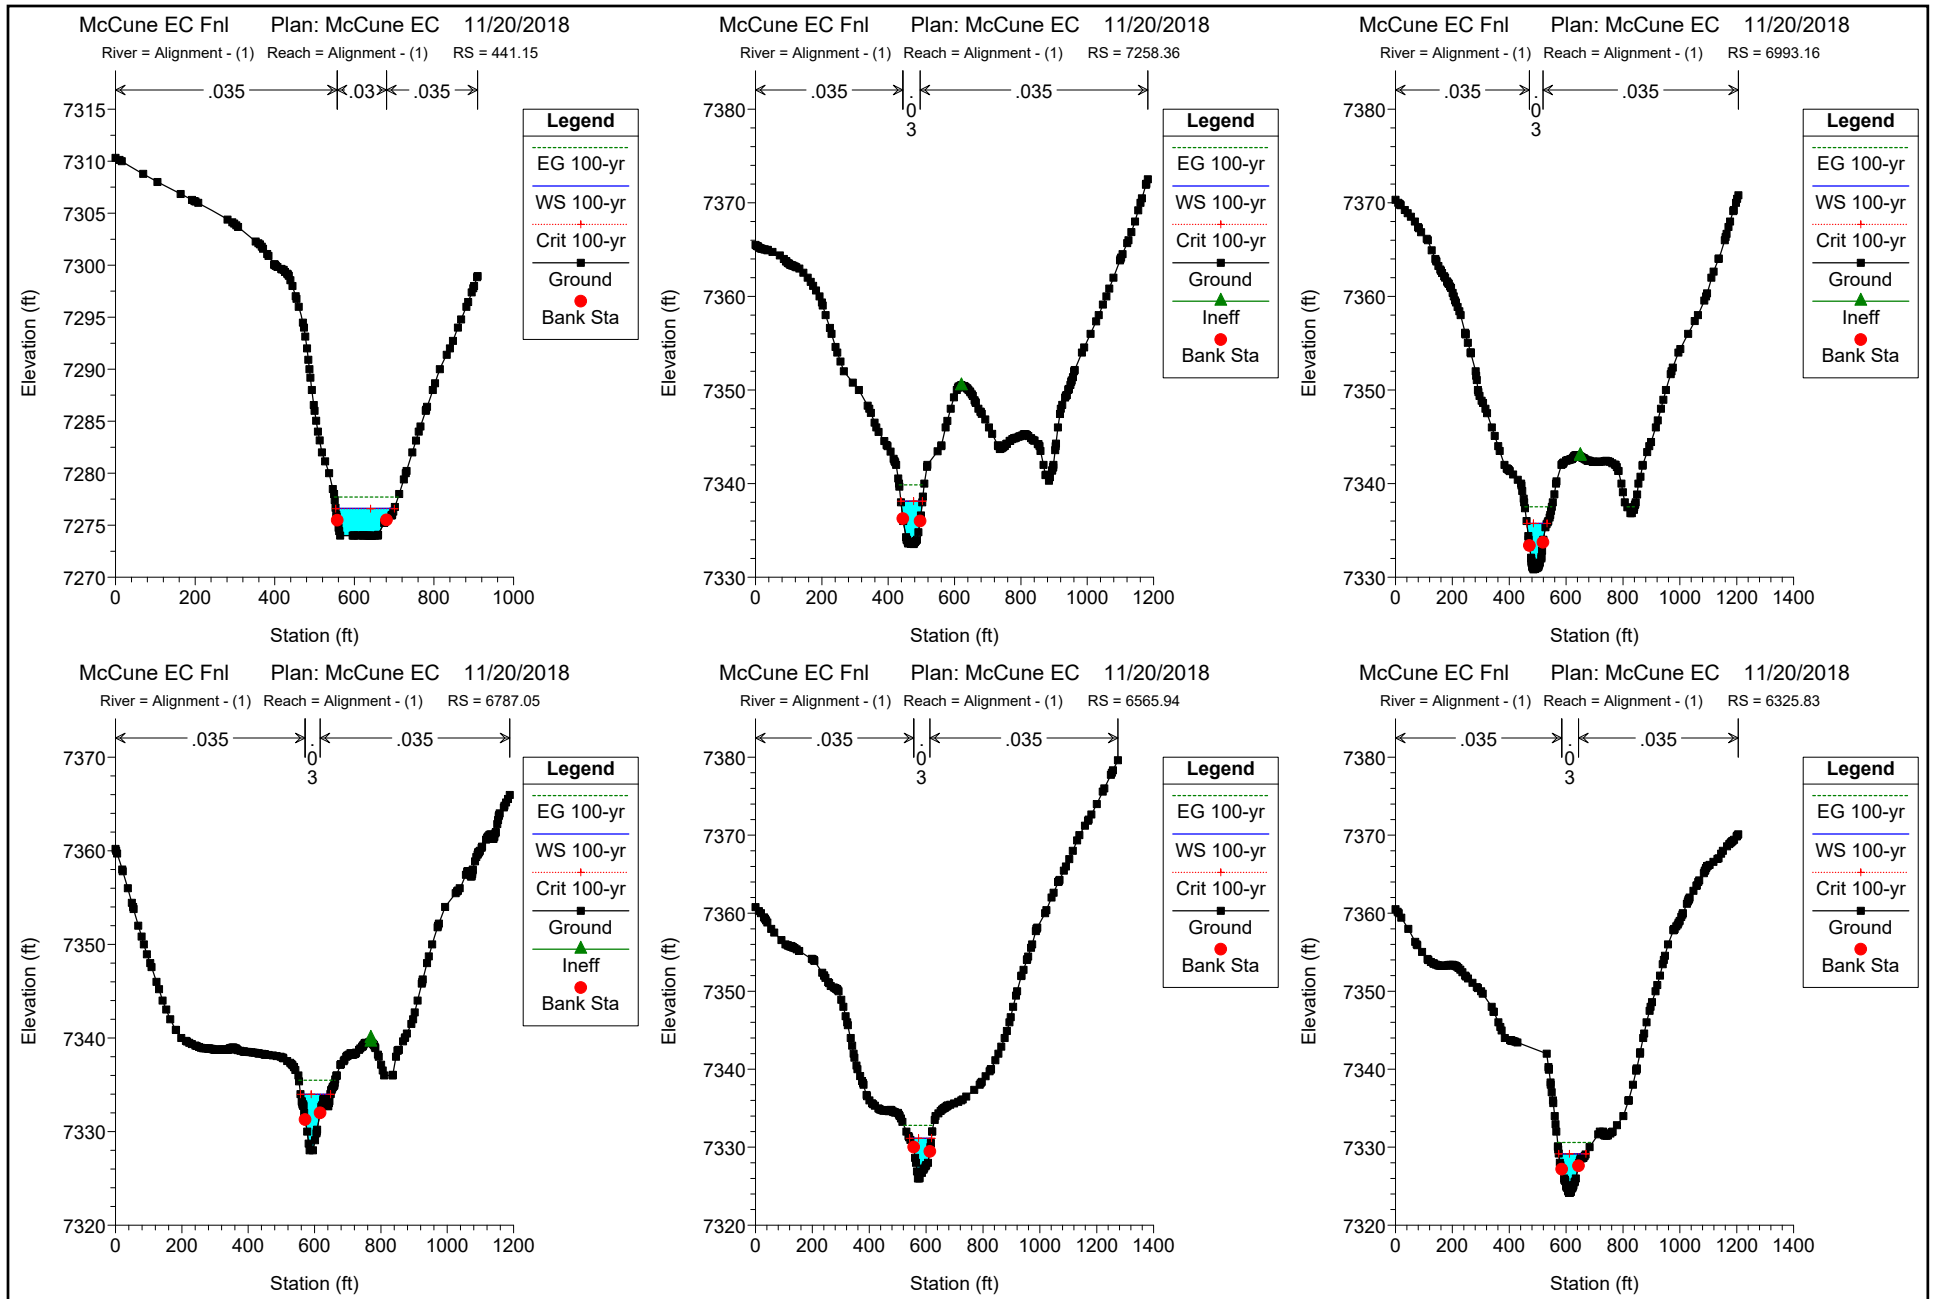 McCune EC Fnl Plan: McCune EC 11/20/2018
River = Alignment - (1) Reach = Alignment - (1) RS = 441.15
.035 .03 .035
7315
7310
7305
7300
7295
7290
7285
7280
7275
7270
Elevation (ft)
0 200 400 600 800 1000
Station (ft)
Legend
EG 100-yr
WS 100-yr
Crit 100-yr
Ground
Bank Sta
McCune EC Fnl Plan: McCune EC 11/20/2018
River = Alignment - (1) Reach = Alignment - (1) RS = 7258.36
.035 .03 .035
7380
7370
7360
7350
7340
7330
Elevation (ft)
0 200 400 600 800 1000 1200
Station (ft)
Legend
EG 100-yr
WS 100-yr
Crit 100-yr
Ground
Ineff
Bank Sta
McCune EC Fnl Plan: McCune EC 11/20/2018
River = Alignment - (1) Reach = Alignment - (1) RS = 6993.16
.035 .03 .035
7380
7370
7360
7350
7340
7330
Elevation (ft)
0 200 400 600 800 1000 1200 1400
Station (ft)
Legend
EG 100-yr
WS 100-yr
Crit 100-yr
Ground
Ineff
Bank Sta
McCune EC Fnl Plan: McCune EC 11/20/2018
River = Alignment - (1) Reach = Alignment - (1) RS = 6787.05
.035 .03 .035
7370
7360
7350
7340
7330
7320
Elevation (ft)
0 200 400 600 800 1000 1200
Station (ft)
Legend
EG 100-yr
WS 100-yr
Crit 100-yr
Ground
Ineff
Bank Sta
McCune EC Fnl Plan: McCune EC 11/20/2018
River = Alignment - (1) Reach = Alignment - (1) RS = 6565.94
.035 .03 .035
7380
7370
7360
7350
7340
7330
7320
Elevation (ft)
0 200 400 600 800 1000 1200 1400
Station (ft)
Legend
EG 100-yr
WS 100-yr
Crit 100-yr
Ground
Bank Sta
McCune EC Fnl Plan: McCune EC 11/20/2018
River = Alignment - (1) Reach = Alignment - (1) RS = 6325.83
.035 .03 .035
7380
7370
7360
7350
7340
7330
7320
Elevation (ft)
0 200 400 600 800 1000 1200 1400
Station (ft)
Legend
EG 100-yr
WS 100-yr
Crit 100-yr
Ground
Bank Sta